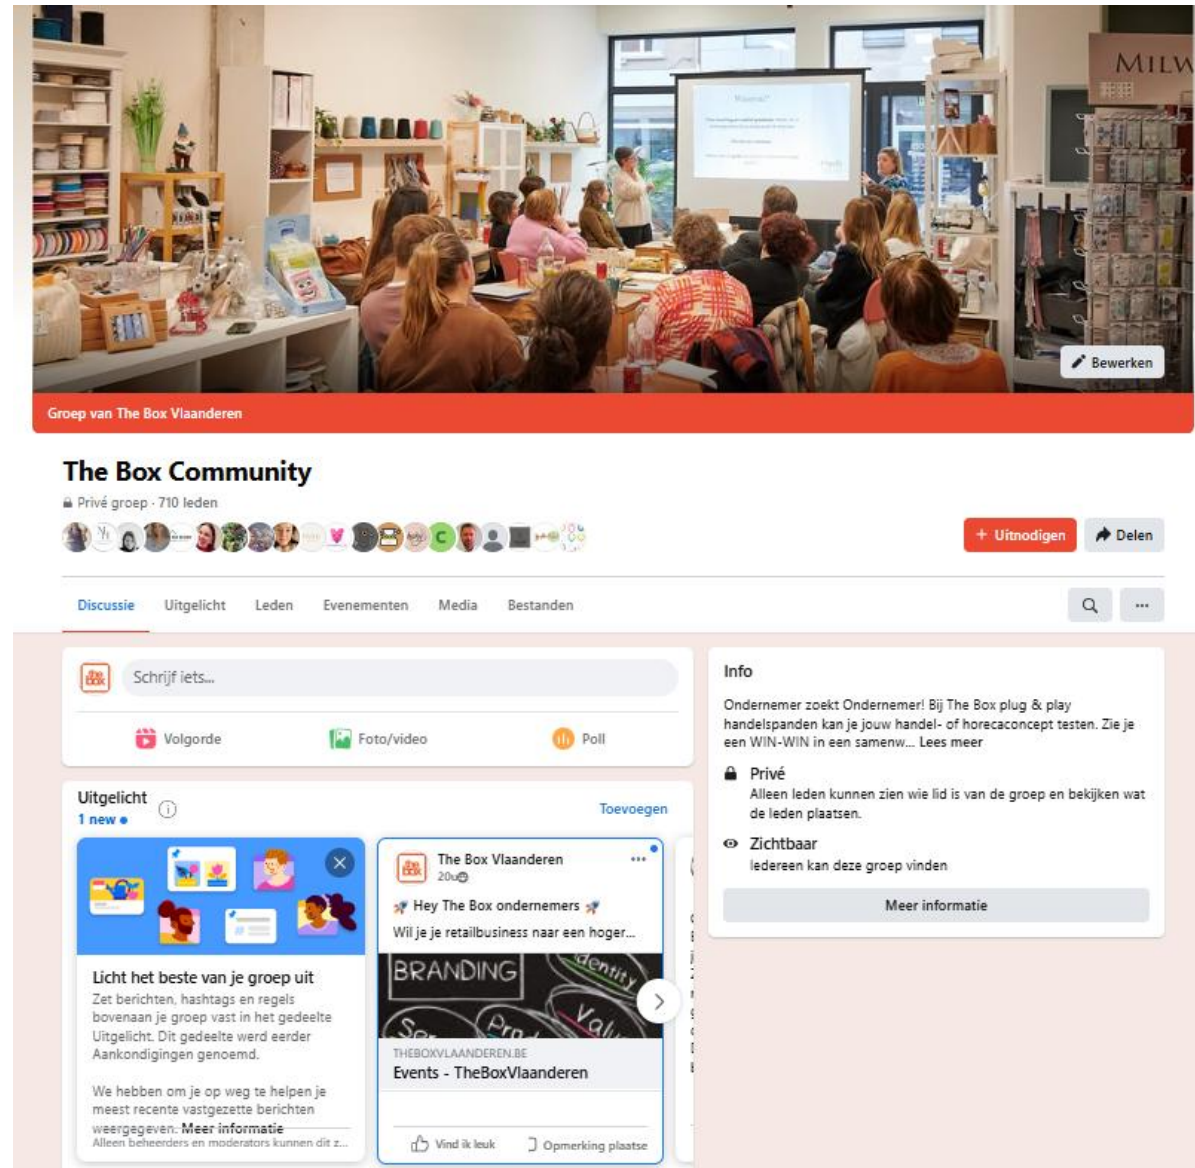 MILW
Bewerken
Groep van The Box Vlaanderen
The Box Community
Privé groep · 710 leden
+ Uitnodigen
Delen
Discussie
Uitgelicht
Leden
Evenementen
Media
Bestanden
the box
Schrijf iets...
Volgorde
Foto/video
Poll
Uitgelicht
1 new
Toevoegen
Licht het beste van je groep uit
Zet berichten, hashtags en regels
bovenaan je groep vast in het gedeelte
Uitgelicht. Dit gedeelte werd eerder
Aankondigingen genoemd.
We hebben om je op weg te helpen je
meest recente vastgezette berichten
weergegeven. Meer informatie
Alleen beheerders en moderators kunnen dit z...
the box
The Box Vlaanderen
20u
Hey The Box ondernemers
Wil je je retailbusiness naar een hoger...
BRANDING
identity
Valu
THEBOXVLAANDEREN.BE
Events - TheBoxVlaanderen
Vind ik leuk
Opmerking plaatse
Info
Ondernemer zoekt Ondernemer! Bij The Box plug & play
handelspanden kan je jouw handel- of horecaconcept testen. Zie je
een WIN-WIN in een samenw... Lees meer
Privé
Alleen leden kunnen zien wie lid is van de groep en bekijken wat
de leden plaatsen.
Zichtbaar
Iedereen kan deze groep vinden
Meer informatie